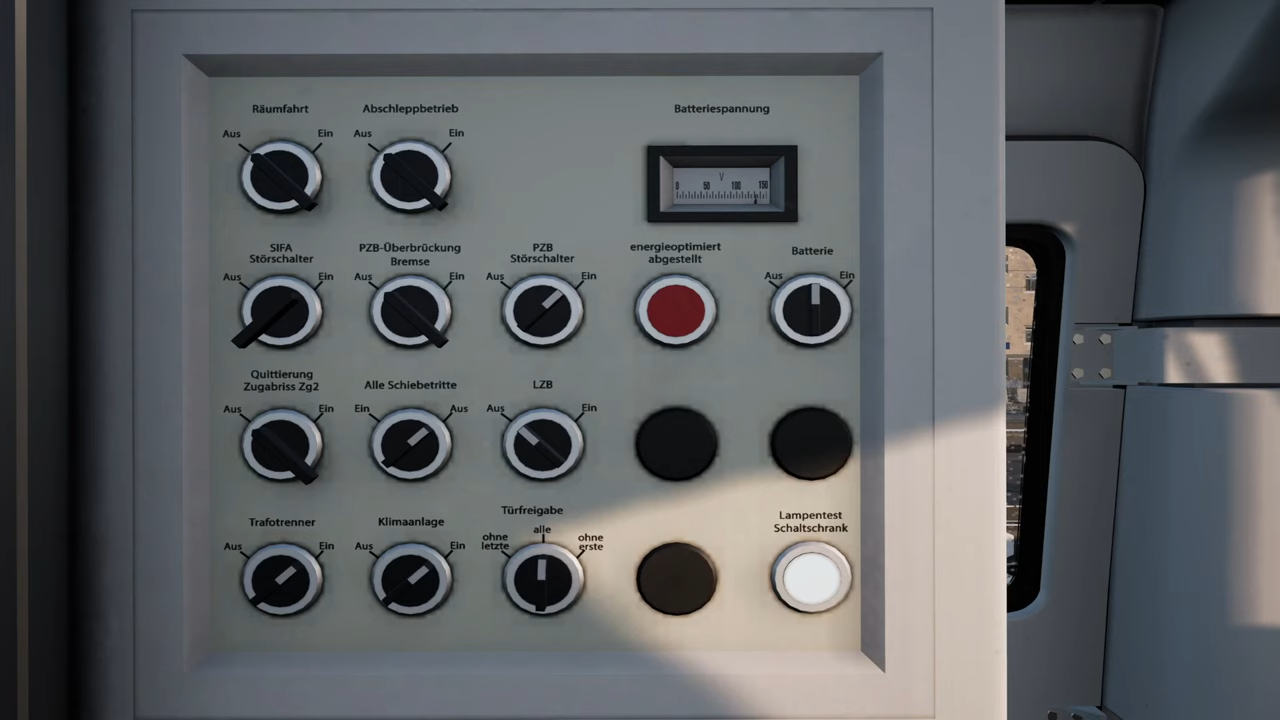 Räumfahrt
Abschleppbetrieb
Batteriespannung
Aus Ein
Aus Ein
V
0 50 100 150
SIFA
Störschalter
PZB-Überbrückung
Bremse
PZB
Störschalter
energieoptimiert
abgestellt
Batterie
Aus Ein
Aus Ein
Aus Ein
Aus Ein
Quittierung
Zugabriss Zg2
Alle Schiebetritte
LZB
Aus Ein
Ein Aus
Aus Ein
Trafotrenner
Klimaanlage
Türfreigabe
Lampentest
Schaltschrank
Aus Ein
Aus Ein
ohne
letzte
alle
ohne
erste